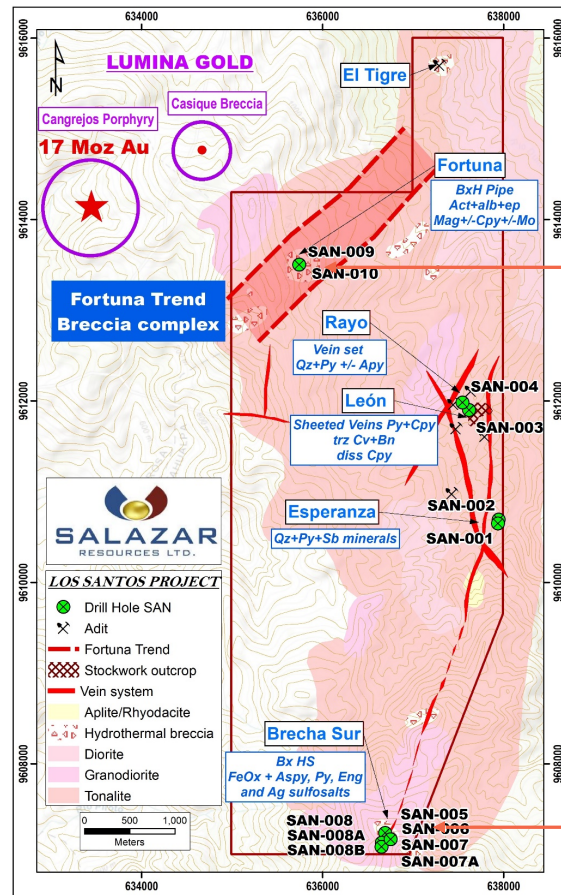 634000
636000
638000
9616000
9616000
N
LUMINA GOLD
El Tigre
Casique Breccia
Cangrejos Porphyry
17 Moz Au
Fortuna
BxH Pipe
Act+alb+ep
Mag+/-Cpy+/-Mo
9614000
9614000
SAN-009
SAN-010
Fortuna Trend
Breccia complex
Rayo
Vein set
Qz+Py +/- Apy
SAN-004
9612000
9612000
León
SAN-003
Sheeted Veins Py+Cpy
trz Cv+Bn
diss Cpy
SAN-002
Esperanza
SAN-001
Qz+Py+Sb minerals
SALAZAR
RESOURCES LTD.
9610000
9610000
LOS SANTOS PROJECT
Drill Hole SAN
Adit
Fortuna Trend
Stockwork outcrop
Vein system
Aplite/Rhyodacite
Hydrothermal breccia
Diorite
Granodiorite
Tonalite
0 500 1,000
Meters
Brecha Sur
Bx HS
FeOx + Aspy, Py, Eng
and Ag sulfosalts
9608000
9608000
SAN-008
SAN-008A
SAN-008B
SAN-005
SAN-006
SAN-007
SAN-007A
634000
636000
638000